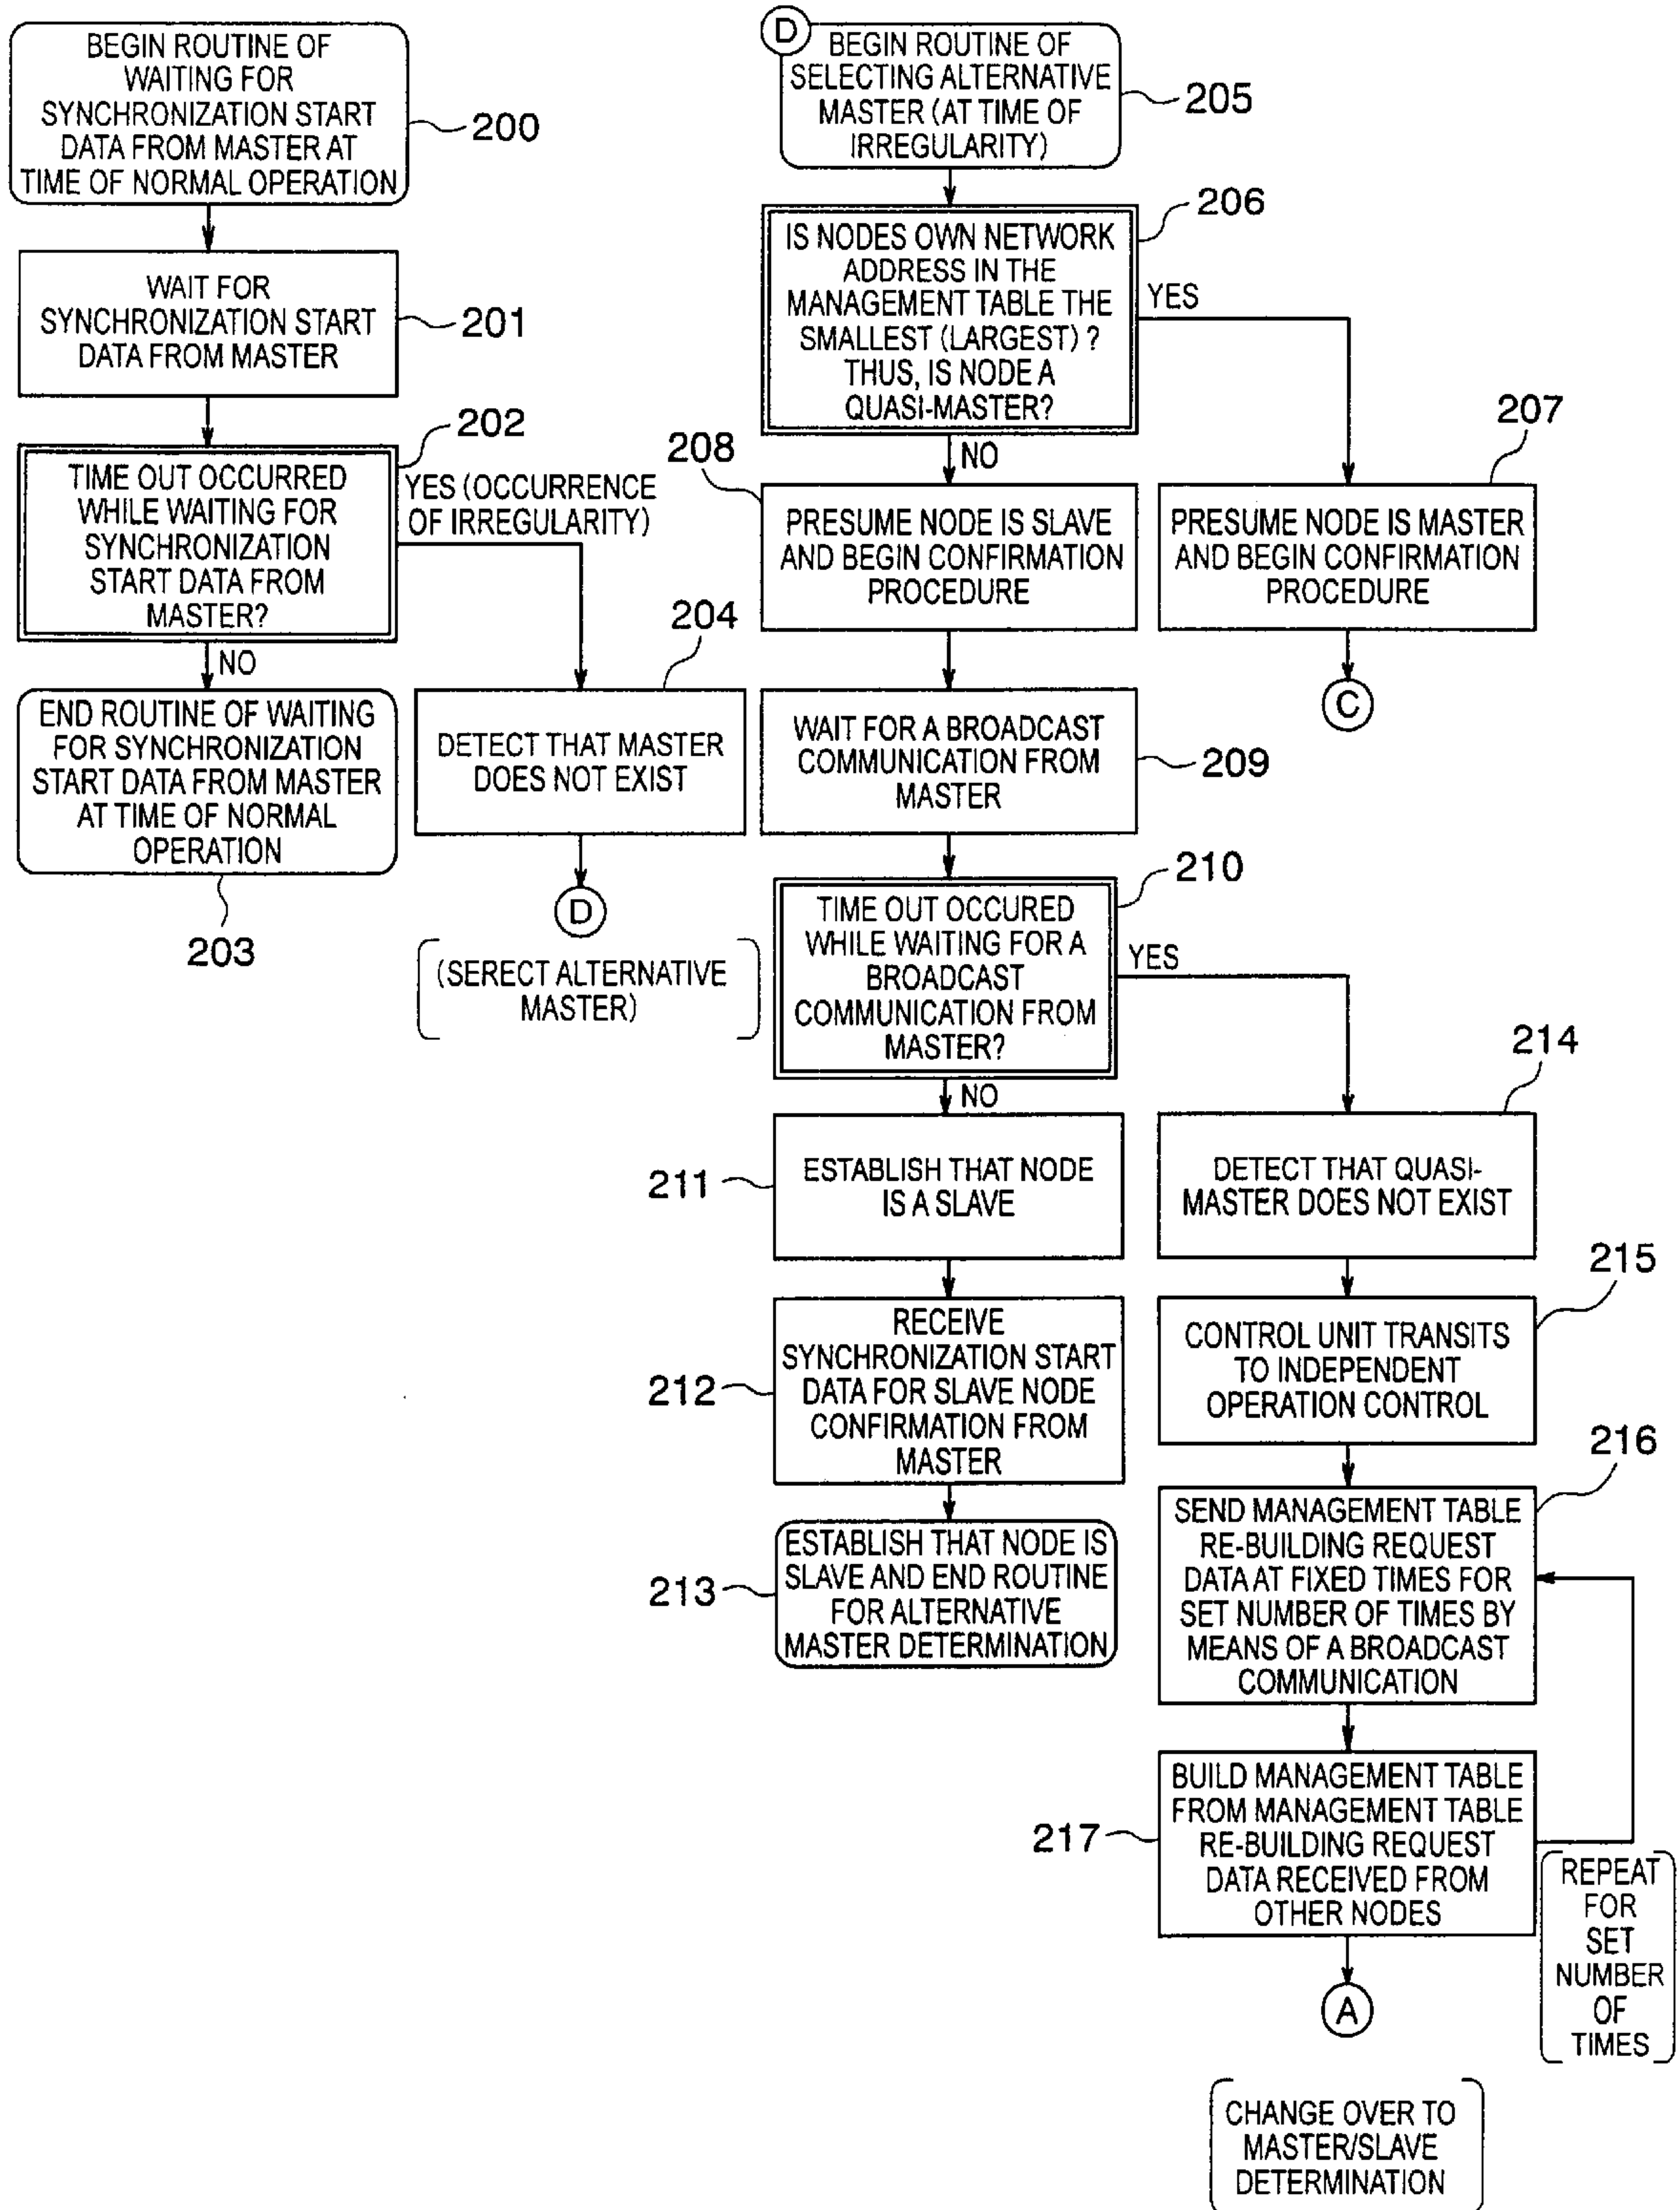 BEGIN ROUTINE OF
WAITING FOR
SYNCHRONIZATION START
DATA FROM MASTER AT
TIME OF NORMAL OPERATION
200
WAIT FOR
SYNCHRONIZATION START
DATA FROM MASTER
201
202
TIME OUT OCCURRED
WHILE WAITING FOR
SYNCHRONIZATION
START DATA FROM
MASTER?
YES (OCCURRENCE
OF IRREGULARITY)
NO
END ROUTINE OF WAITING
FOR SYNCHRONIZATION
START DATA FROM MASTER
AT TIME OF NORMAL
OPERATION
203
204
DETECT THAT MASTER
DOES NOT EXIST
D
(SERECT ALTERNATIVE
MASTER)
D
BEGIN ROUTINE OF
SELECTING ALTERNATIVE
MASTER (AT TIME OF
IRREGULARITY)
205
206
IS NODES OWN NETWORK
ADDRESS IN THE
MANAGEMENT TABLE THE
SMALLEST (LARGEST) ?
THUS, IS NODE A
QUASI-MASTER?
YES
NO
207
PRESUME NODE IS MASTER
AND BEGIN CONFIRMATION
PROCEDURE
C
208
PRESUME NODE IS SLAVE
AND BEGIN CONFIRMATION
PROCEDURE
WAIT FOR A BROADCAST
COMMUNICATION FROM
MASTER
209
210
TIME OUT OCCURED
WHILE WAITING FOR A
BROADCAST
COMMUNICATION FROM
MASTER?
YES
NO
211
ESTABLISH THAT NODE
IS A SLAVE
212
RECEIVE
SYNCHRONIZATION START
DATA FOR SLAVE NODE
CONFIRMATION FROM
MASTER
213
ESTABLISH THAT NODE IS
SLAVE AND END ROUTINE
FOR ALTERNATIVE
MASTER DETERMINATION
214
DETECT THAT QUASI-
MASTER DOES NOT EXIST
215
CONTROL UNIT TRANSITS
TO INDEPENDENT
OPERATION CONTROL
216
SEND MANAGEMENT TABLE
RE-BUILDING REQUEST
DATA AT FIXED TIMES FOR
SET NUMBER OF TIMES BY
MEANS OF A BROADCAST
COMMUNICATION
217
BUILD MANAGEMENT TABLE
FROM MANAGEMENT TABLE
RE-BUILDING REQUEST
DATA RECEIVED FROM
OTHER NODES
REPEAT
FOR
SET
NUMBER
OF
TIMES
A
CHANGE OVER TO
MASTER/SLAVE
DETERMINATION